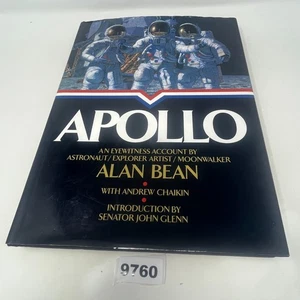 APOLLO
AN EYEWITNESS ACCOUNT BY
ASTRONAUT/EXPLORER ARTIST/MOONWALKER
ALAN BEAN
WITH ANDREW CHAIKIN
INTRODUCTION BY
SENATOR JOHN GLENN
9760